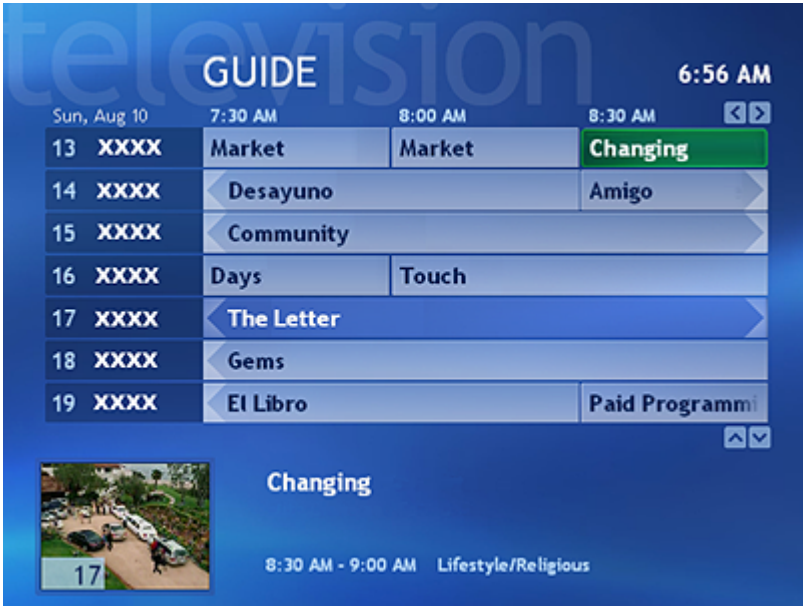 television
GUIDE 6:56 AM
Sun, Aug 10 7:30 AM 8:00 AM 8:30 AM
13 XXXX Market Market Changing
14 XXXX Desayuno Amigo
15 XXXX Community
16 XXXX Days Touch
17 XXXX The Letter
18 XXXX Gems
19 XXXX El Libro Paid Programmi
Changing
17 8:30 AM - 9:00 AM Lifestyle/Religious